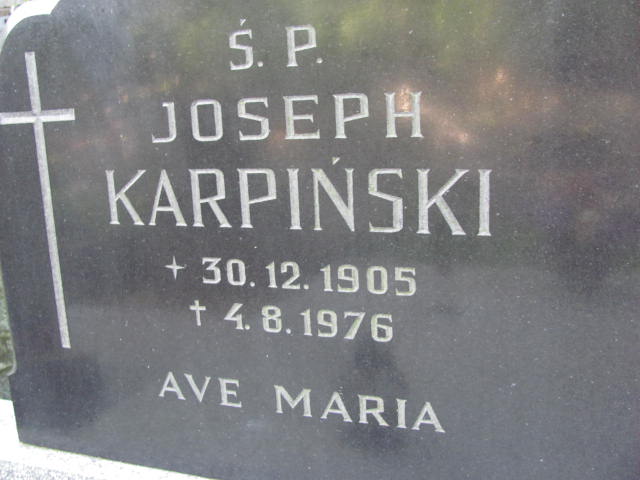 Ś. P.
JOSEPH
KARPIŃSKI
+ 30. 12. 1905
† 4. 8. 1976
AVE MARIA